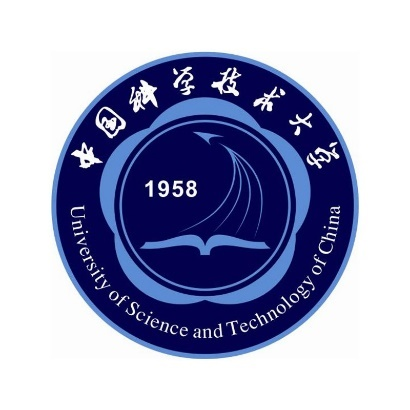 中国科学技术大学
1958
University of Science and Technology of China